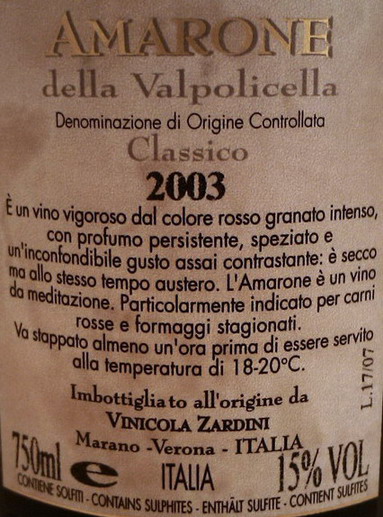 AMARONE
della Valpolicella
Denominazione di Origine Controllata
Classico
2003
È un vino vigoroso dal colore rosso granato intenso,
con profumo persistente, speziato e
un'inconfondibile gusto assai contrastante: è secco
ma allo stesso tempo austero. L'Amarone è un vino
da meditazione. Particolarmente indicato per carni
rosse e formaggi stagionati.
Va stappato almeno un'ora prima di essere servito
alla temperatura di 18-20°C.
Imbottigliato all'origine da
VINICOLA ZARDINI
Marano -Verona - ITALIA
L.17/07
750ml e ITALIA 15% VOL
CONTIENE SOLFITI - CONTAINS SULPHITES - ENTHÄLT SULFITE - CONTIENT SULFITES